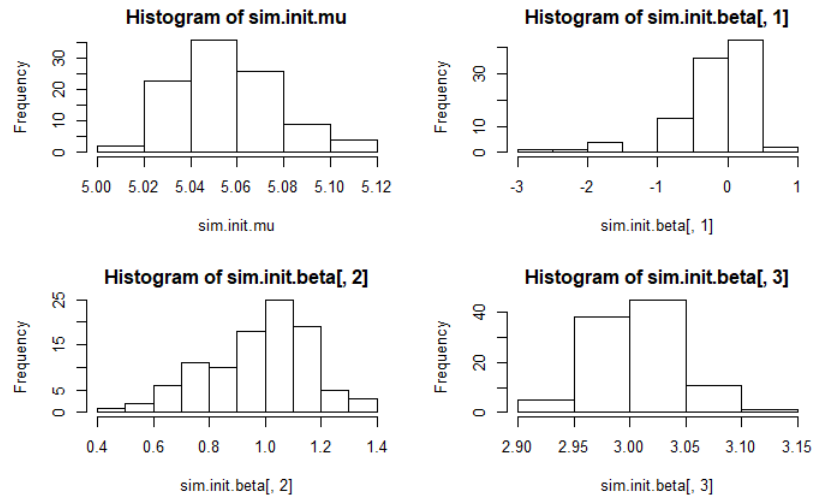 Histogram of sim.init.mu
Frequency
0 10 20 30
5.00 5.02 5.04 5.06 5.08 5.10 5.12
sim.init.mu
Histogram of sim.init.beta[, 1]
Frequency
0 10 30
-3 -2 -1 0 1
sim.init.beta[, 1]
Histogram of sim.init.beta[, 2]
Frequency
0 5 15 25
0.4 0.6 0.8 1.0 1.2 1.4
sim.init.beta[, 2]
Histogram of sim.init.beta[, 3]
Frequency
0 20 40
2.90 2.95 3.00 3.05 3.10 3.15
sim.init.beta[, 3]